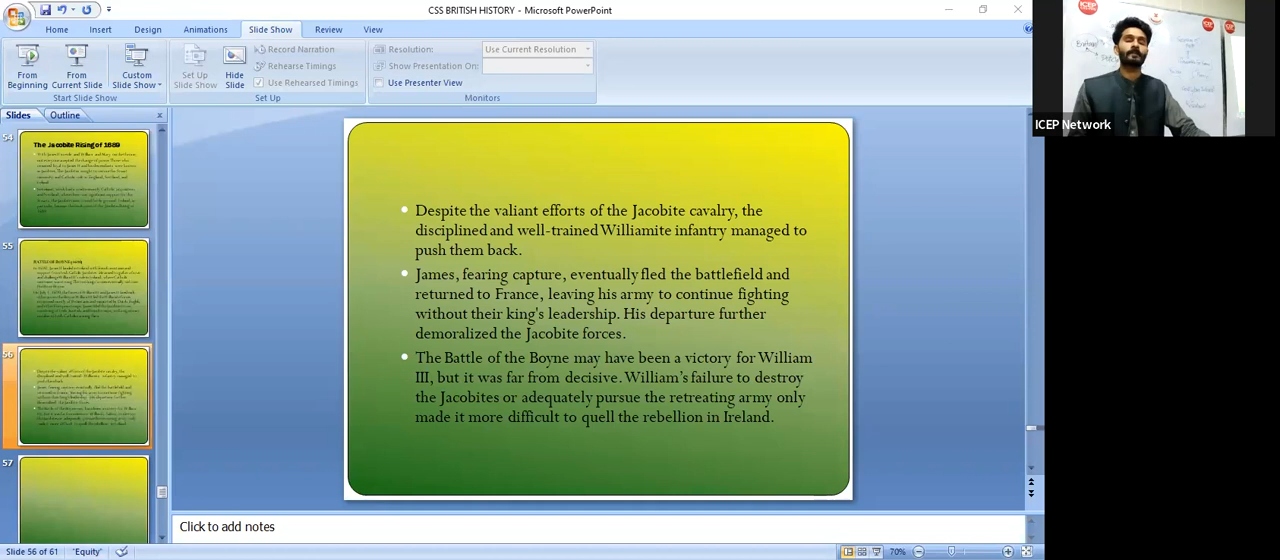 CSS BRITISH HISTORY - Microsoft PowerPoint
Home Insert Design Animations Slide Show Review View
From Beginning
From Current Slide
Custom Slide Show
Start Slide Show
Set Up Slide Show
Hide Slide
Record Narration
Rehearse Timings
Use Rehearsed Timings
Set Up
Resolution: Use Current Resolution
Show Presentation On:
Use Presenter View
Monitors
Slides Outline
54
The Jacobite Rising of 1689
55
56
57
Despite the valiant efforts of the Jacobite cavalry, the
disciplined and well-trained Williamite infantry managed to
push them back.
James, fearing capture, eventually fled the battlefield and
returned to France, leaving his army to continue fighting
without their king's leadership. His departure further
demoralized the Jacobite forces.
The Battle of the Boyne may have been a victory for William
III, but it was far from decisive. William's failure to destroy
the Jacobites or adequately pursue the retreating army only
made it more difficult to quell the rebellion in Ireland.
Click to add notes
Slide 56 of 61 "Equity" 70%
ICEP
ICEP Network